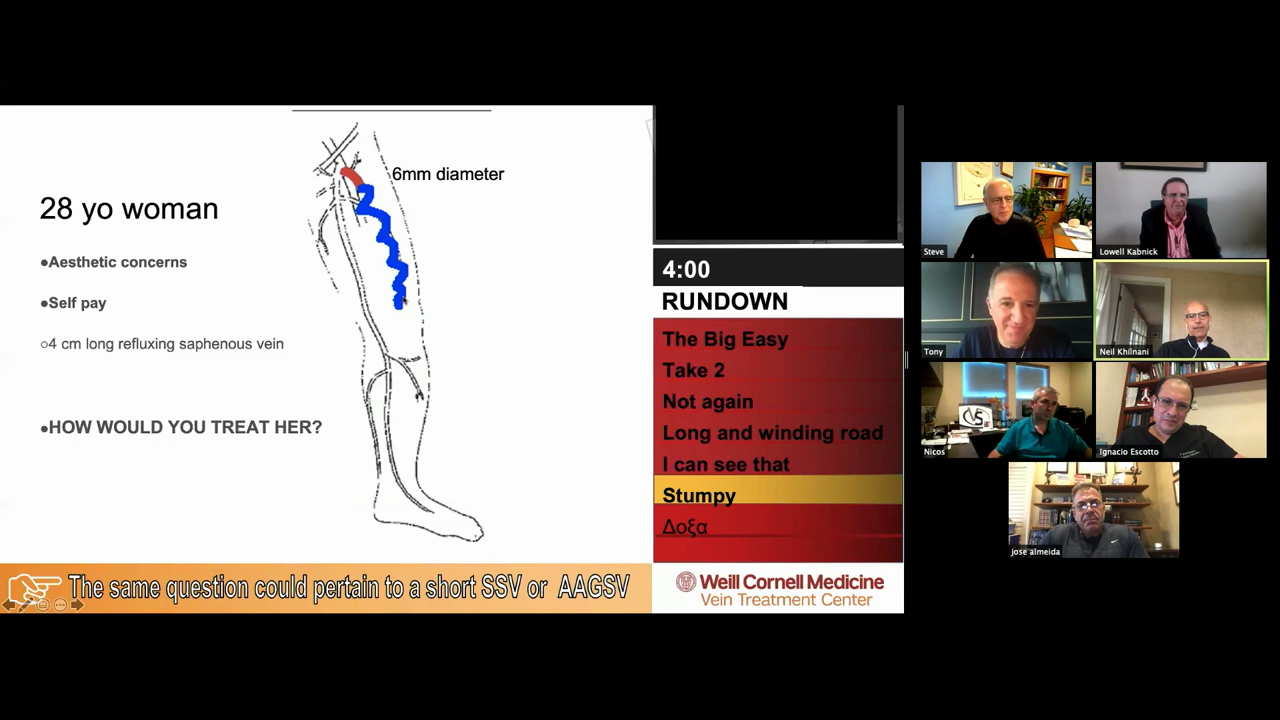 6mm diameter
28 yo woman
●Aesthetic concerns
●Self pay
○4 cm long refluxing saphenous vein
●HOW WOULD YOU TREAT HER?
The same question could pertain to a short SSV or AAGSV
4:00
RUNDOWN
The Big Easy
Take 2
Not again
Long and winding road
I can see that
Stumpy
Δοξα
Weill Cornell Medicine
Vein Treatment Center
Steve
Lowell Kabnick
Tony
Neil Khilnani
Nicos
Ignacio Escotto
jose almeida